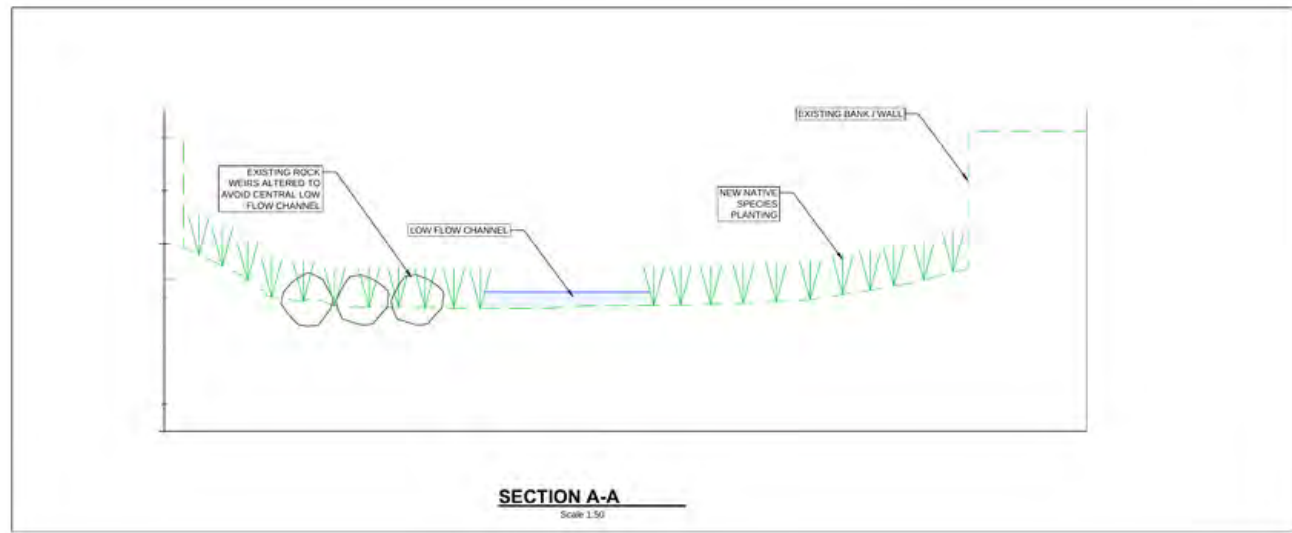 EXISTING BANK / WALL
EXISTING ROCK
WEIRS ALTERED TO
AVOID CENTRAL LOW
FLOW CHANNEL
NEW NATIVE
SPECIES
PLANTING
LOW FLOW CHANNEL
SECTION A-A
Scale 1:50